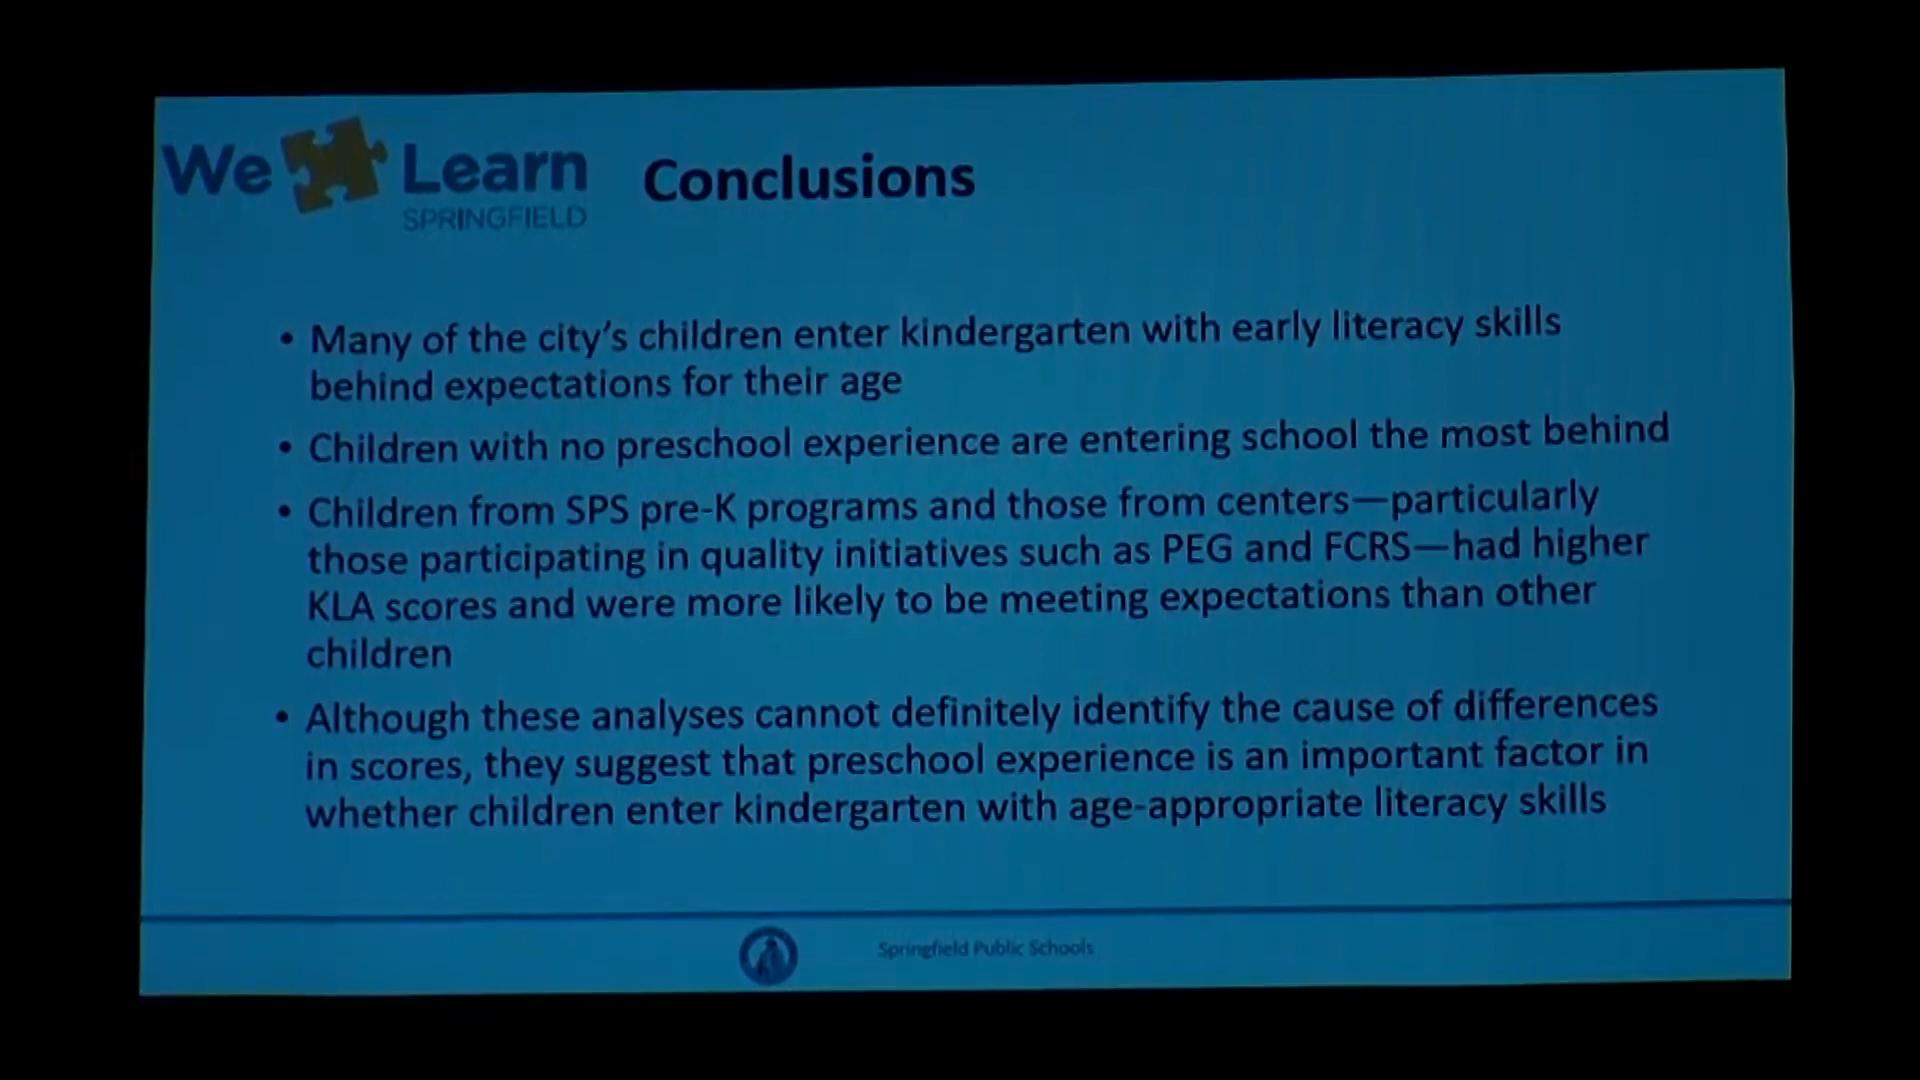 We Learn
SPRINGFIELD
Conclusions
• Many of the city's children enter kindergarten with early literacy skills
behind expectations for their age
• Children with no preschool experience are entering school the most behind
• Children from SPS pre-K programs and those from centers—particularly
those participating in quality initiatives such as PEG and FCRS—had higher
KLA scores and were more likely to be meeting expectations than other
children
• Although these analyses cannot definitely identify the cause of differences
in scores, they suggest that preschool experience is an important factor in
whether children enter kindergarten with age-appropriate literacy skills
Springfield Public Schools